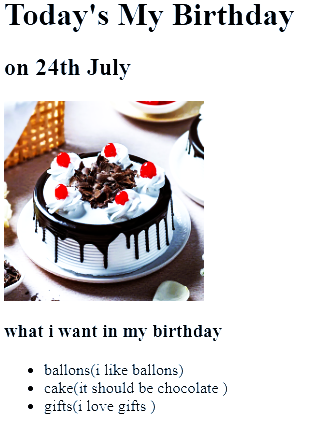 Today's My Birthday
on 24th July
what i want in my birthday
ballons(i like ballons)
cake(it should be chocolate )
gifts(i love gifts )